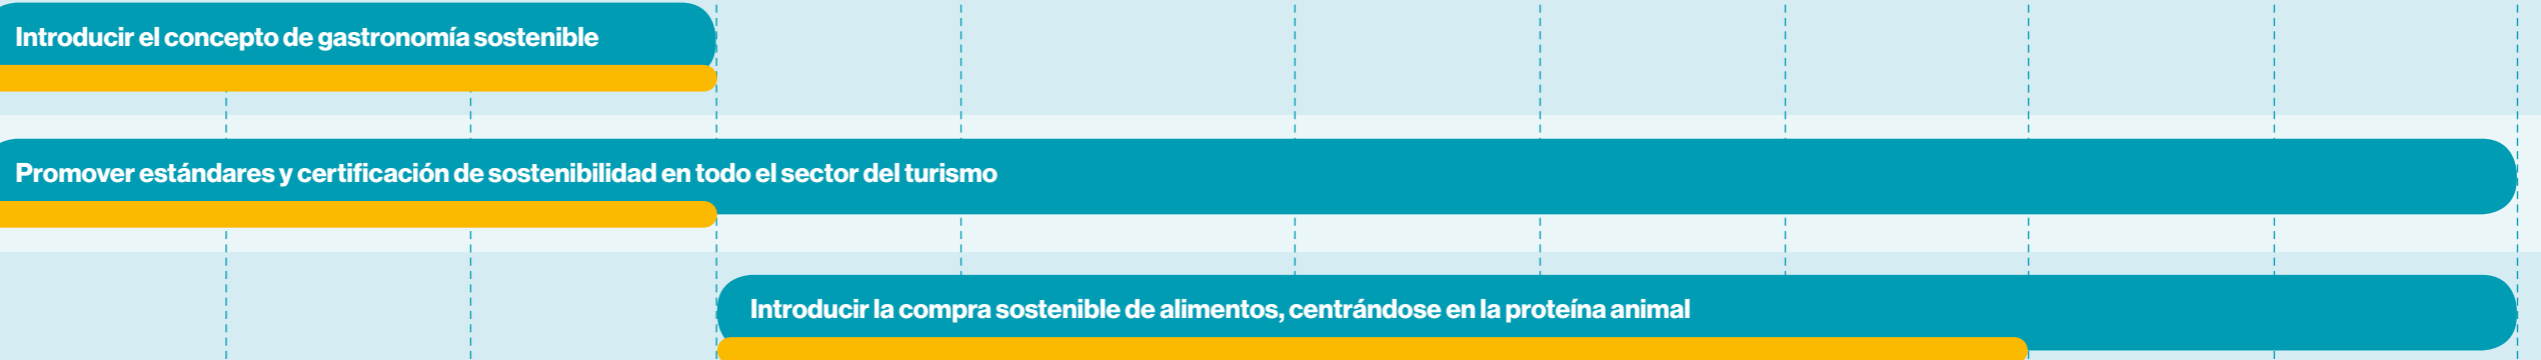 Introducir el concepto de gastronomía sostenible
Promover estándares y certificación de sostenibilidad en todo el sector del turismo
Introducir la compra sostenible de alimentos, centrándose en la proteína animal